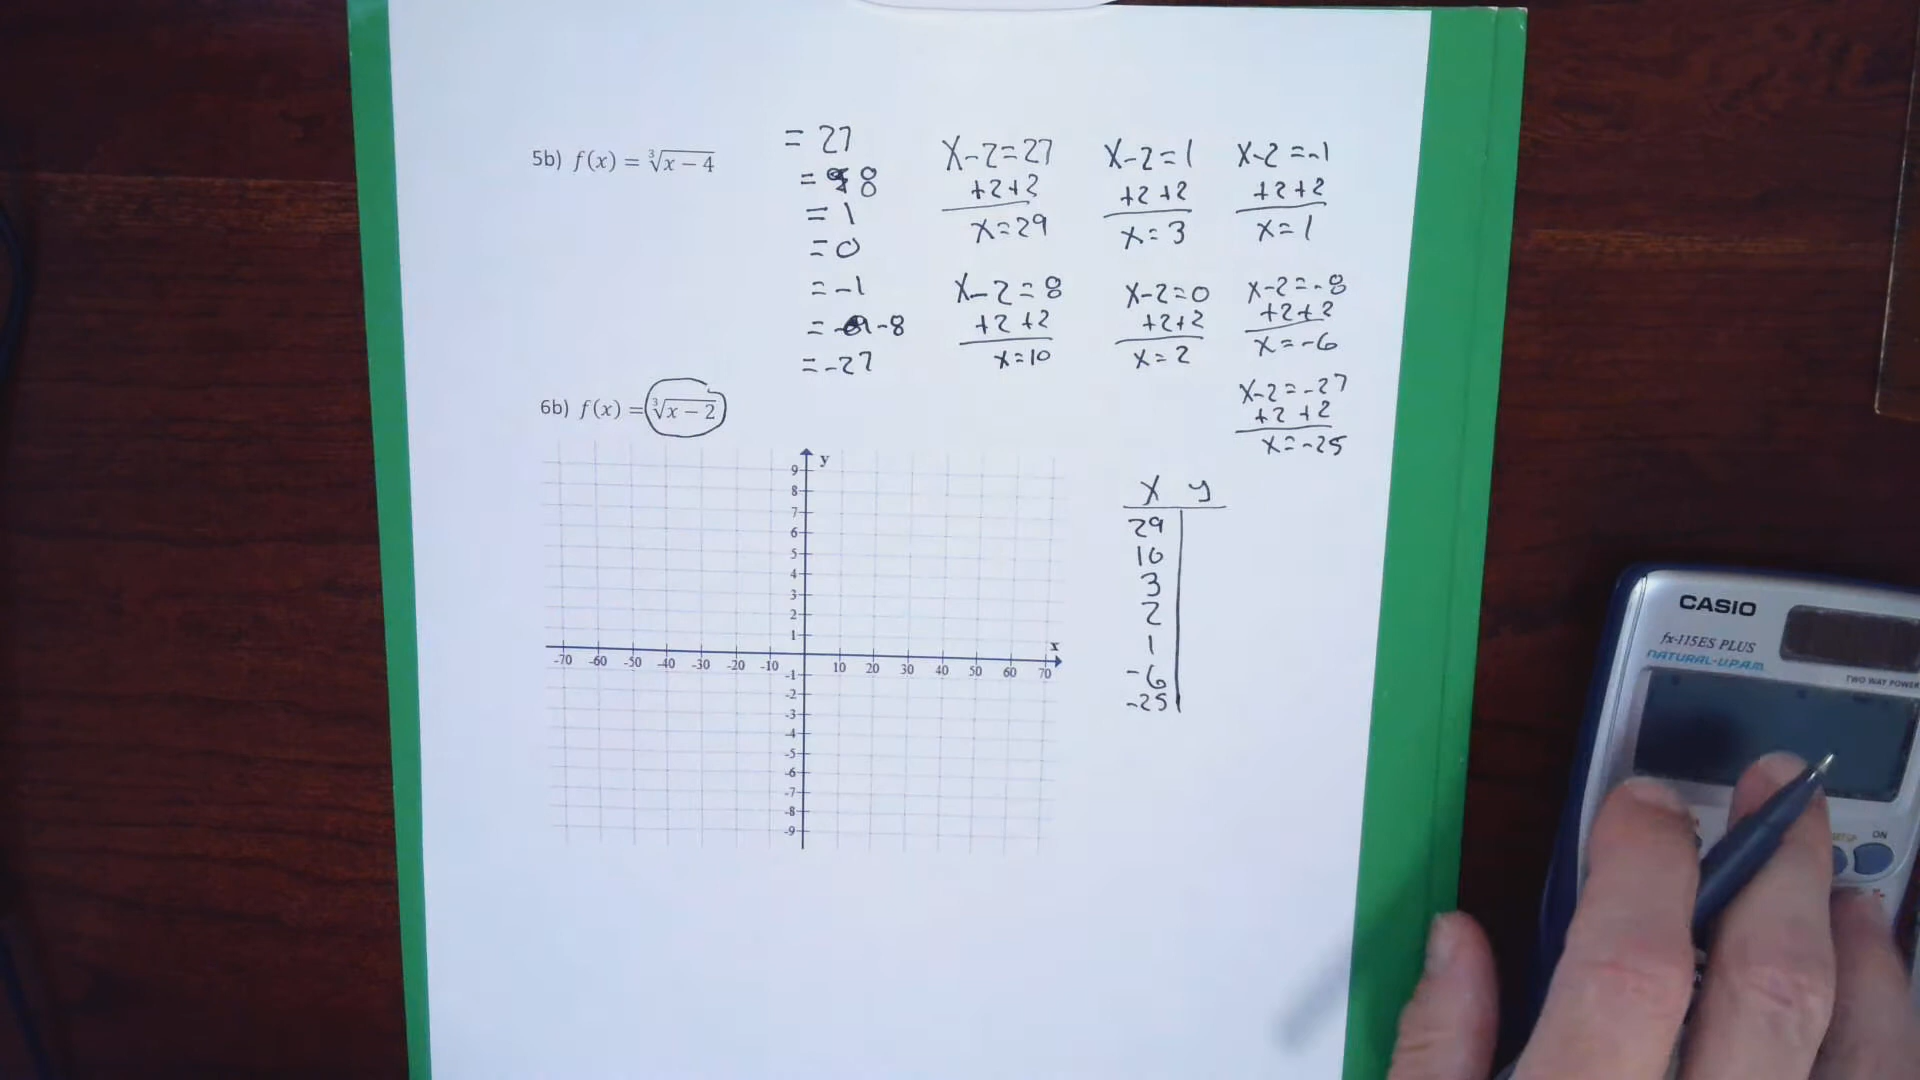 5b) f(x) = ∛(x − 4)
= 27
= 8
= 1
= 0
= -1
= -8
= -27
X-2=27
+2 +2
x=29
X-2=1
+2 +2
x=3
X-2=-1
+2 +2
x=1
X-2=8
+2 +2
x=10
X-2=0
+2+2
x=2
X-2=-8
+2+2
x=-6
X-2=-27
+2 +2
x=-25
6b) f(x) = ∛(x − 2)
y
9
8
7
6
5
4
3
2
1
x
-70 -60 -50 -40 -30 -20 -10 10 20 30 40 50 60 70
-1
-2
-3
-4
-5
-6
-7
-8
-9
X y
29
10
3
2
1
-6
-25
CASIO
fx-115ES PLUS
NATURAL-V.P.A.M.
TWO WAY POWER
ON